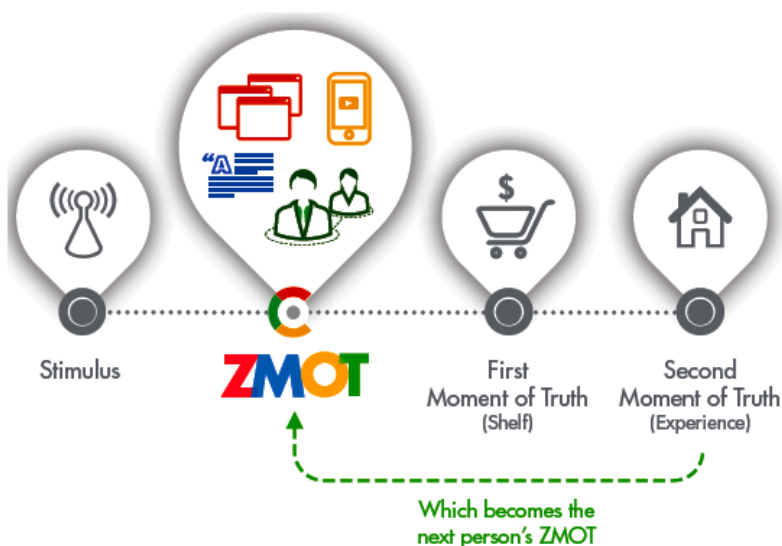 $
“A
Stimulus
ZMOT
First
Moment of Truth
(Shelf)
Second
Moment of Truth
(Experience)
Which becomes the
next person's ZMOT